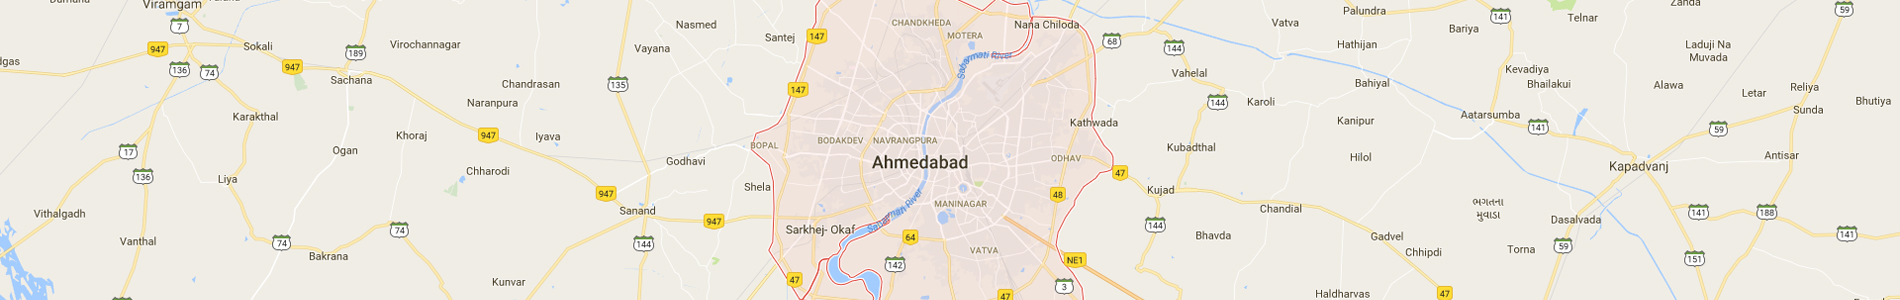 Viramgam
Palundra
Nasmed
CHANDKHEDA
Nana Chiloda
Vatva
Bariya
141
Telnar
Zanda
59
7
Santej
147
MOTERA
68
144
Hathijan
Laduji Na
Muvada
947
Sokali
189
Virochannagar
Vayana
Sabarmati River
136
74
947
Sachana
Chandrasan
135
147
Vahelal
Bahiyal
Kevadiya
Bhailakui
Alawa
Letar
Reliya
Bhutiya
Naranpura
144
Karoli
Sunda
Karakthal
Khoraj
947
Iyava
Kathwada
Kanipur
Aatarsumba
141
59
17
Ogan
Godhavi
BOPAL
BODAKDEV
NAVRANGPURA
Ahmedabad
ODHAV
Kubadthal
Hilol
Kapadvanj
Antisar
136
Liya
Chharodi
947
Shela
48
47
Kujad
Vithalgadh
Sanand
947
MANINAGAR
Chandial
ભગતના
મુવાડા
Dasalvada
141
188
Vanthal
74
74
144
Sarkhej- Okaf
Sabarmati River
64
144
Bhavda
Gadvel
Chhipdi
Torna
59
141
Bakrana
142
VATVA
NE1
151
Kunvar
47
47
3
Haldharvas
47